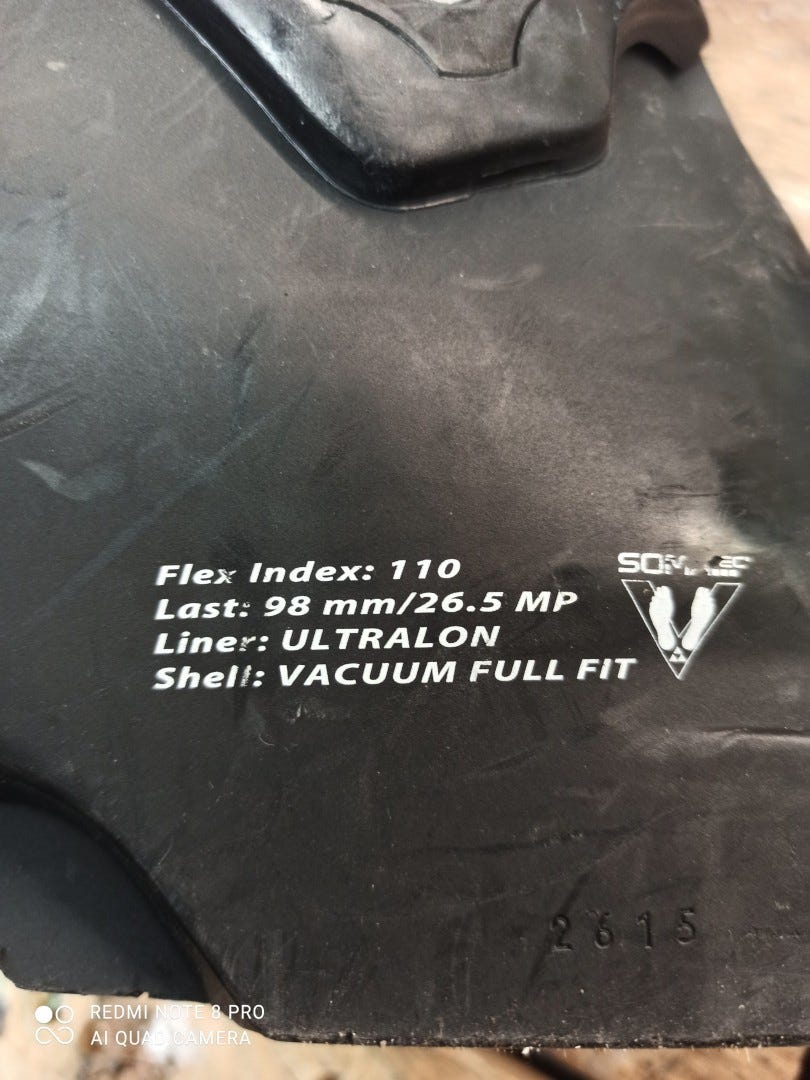 Flex Index: 110
Last: 98 mm/26.5 MP
Liner: ULTRALON
Shell: VACUUM FULL FIT
2615
REDMI NOTE 8 PRO
AI QUAD CAMERA